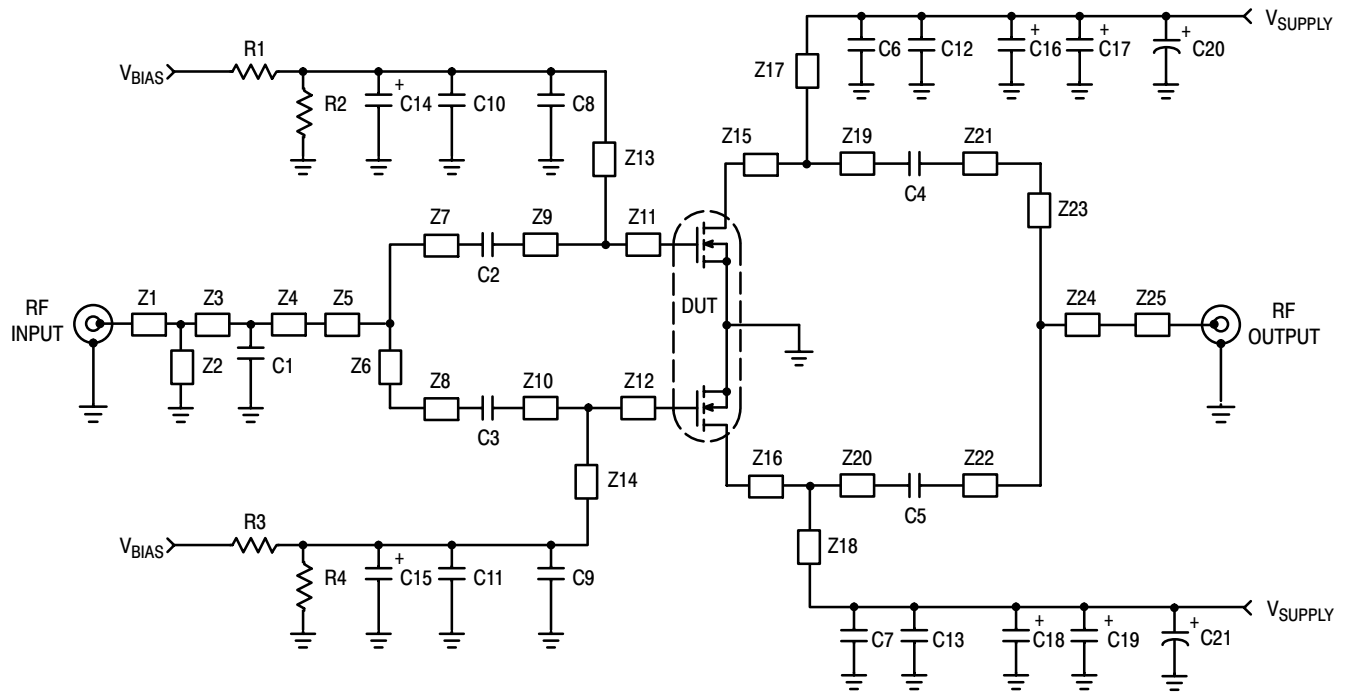 VSUPPLY
C6
C12
+
C16
+
C17
+
C20
Z17
R1
VBIAS
R2
+
C14
C10
C8
Z13
Z15
Z19
C4
Z21
Z23
Z7
C2
Z9
Z11
DUT
RF
INPUT
Z1
Z3
Z4
Z5
Z2
C1
Z6
Z24
Z25
RF
OUTPUT
Z8
C3
Z10
Z12
Z14
Z16
Z20
C5
Z22
Z18
R3
VBIAS
R4
+
C15
C11
C9
VSUPPLY
C7
C13
+
C18
+
C19
+
C21